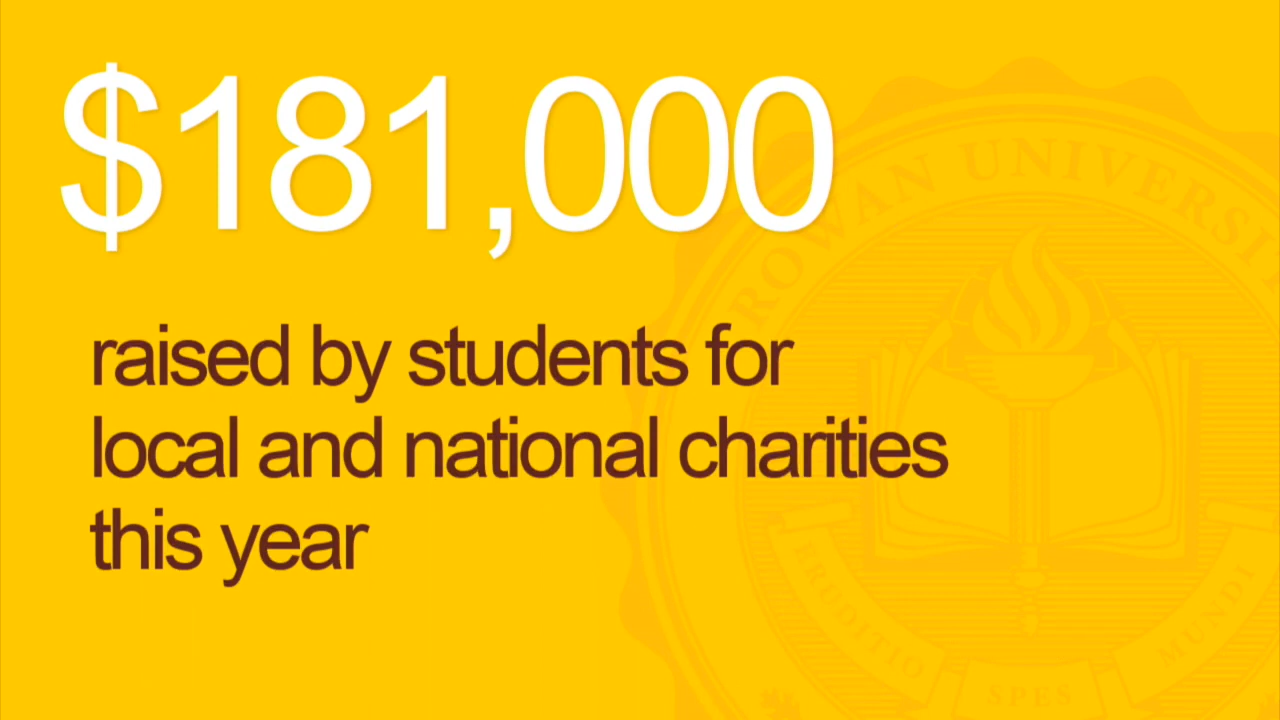 $181,000
raised by students for
local and national charities
this year
ROWAN UNIVERSI
ERUDITIO
SPES
MUNDI